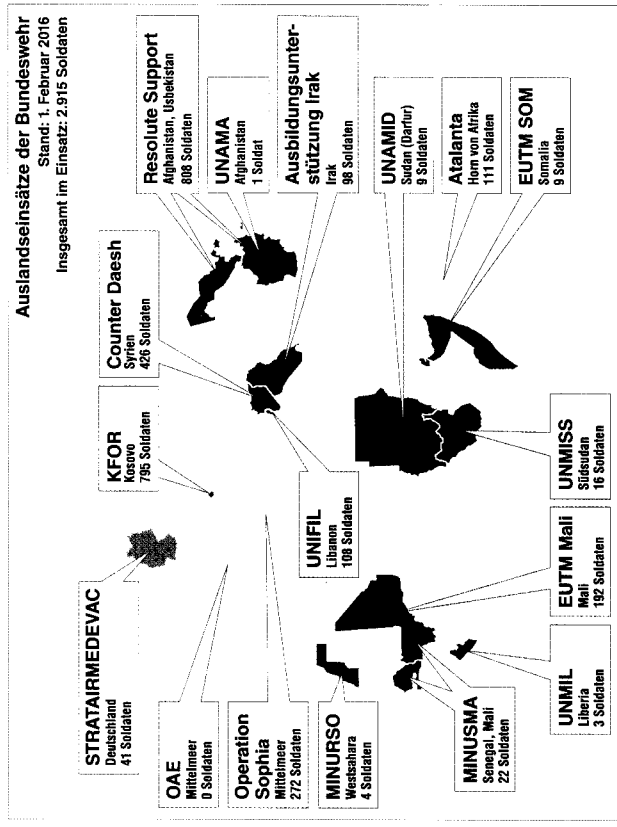 Auslandseinsätze der Bundeswehr
Stand: 1. Februar 2016
Insgesamt im Einsatz: 2.915 Soldaten
STRATAIRMEDEVAC
Deutschland
41 Soldaten
KFOR
Kosovo
795 Soldaten
Counter Daesh
Syrien
426 Soldaten
Resolute Support
Afghanistan, Usbekistan
808 Soldaten
UNAMA
Afghanistan
1 Soldat
Ausbildungsunter-
stützung Irak
Irak
98 Soldaten
OAE
Mittelmeer
0 Soldaten
Operation
Sophia
Mittelmeer
272 Soldaten
UNIFIL
Libanon
108 Soldaten
MINURSO
Westsahara
4 Soldaten
UNAMID
Sudan (Darfur)
9 Soldaten
Atalanta
Horn von Afrika
111 Soldaten
EUTM SOM
Somalia
9 Soldaten
MINUSMA
Senegal, Mali
22 Soldaten
UNMIL
Liberia
3 Soldaten
EUTM Mali
Mali
192 Soldaten
UNMISS
Südsudan
16 Soldaten